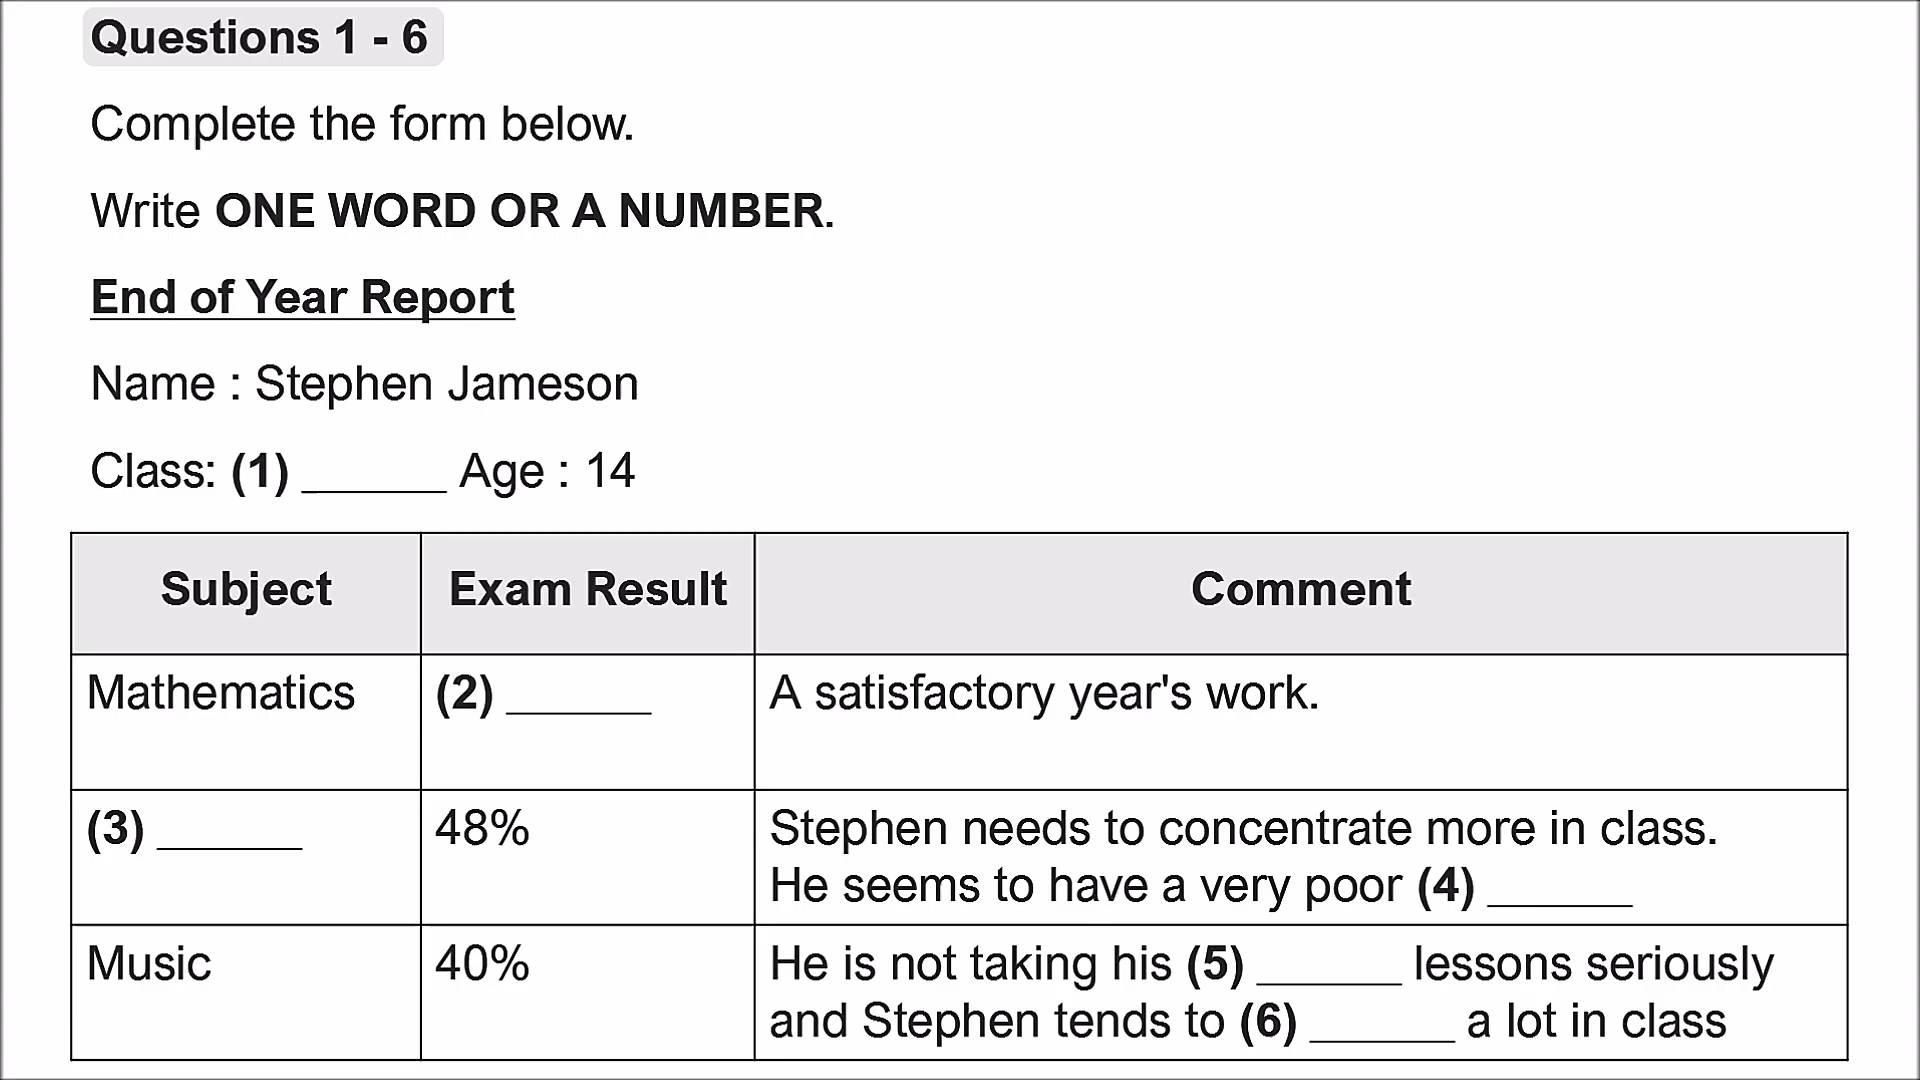 Questions 1 - 6
Complete the form below.
Write ONE WORD OR A NUMBER.
End of Year Report
Name : Stephen Jameson
Class: (1) ______ Age : 14
Subject Exam Result Comment
Mathematics (2) ______ A satisfactory year's work.
(3) ______ 48% Stephen needs to concentrate more in class.
He seems to have a very poor (4) ______
Music 40% He is not taking his (5) ______ lessons seriously
and Stephen tends to (6) ______ a lot in class